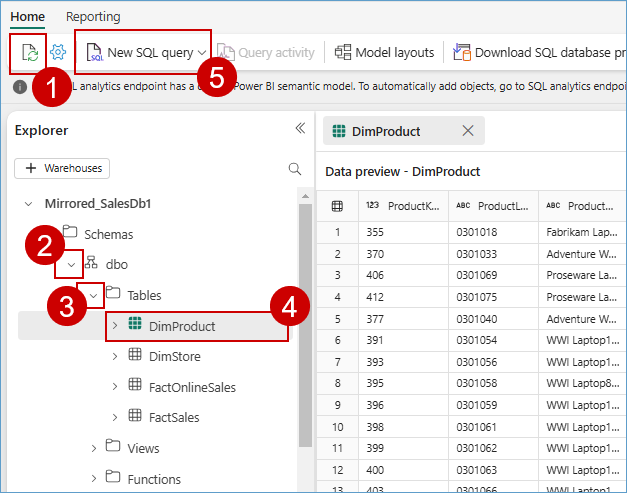 Home Reporting
New SQL query Query activity Model layouts Download SQL database pr
1 5
L analytics endpoint has a Power BI semantic model. To automatically add objects, go to SQL analytics endpoin
Explorer
DimProduct
Warehouses
Data preview - DimProduct
Mirrored_SalesDb1
123 ProductK... ABC ProductL... ABC Product...
Schemas
1 355 0301018 Fabrikam Lap...
2
dbo
2 370 0301033 Adventure W...
3 406 0301069 Proseware Lap...
3
Tables
4
4 412 0301075 Proseware Lap...
DimProduct
5 377 0301040 Adventure W...
6 391 0301054 WWI Laptop1...
DimStore
7 393 0301056 WWI Laptop1...
FactOnlineSales
8 395 0301058 WWI Laptop8...
9 396 0301059 WWI Laptop1...
FactSales
10 398 0301061 WWI Laptop1...
Views
11 399 0301062 WWI Laptop1...
12 400 0301063 WWI Laptop1...
Functions
13 403 0301066 WWI Laptop1...